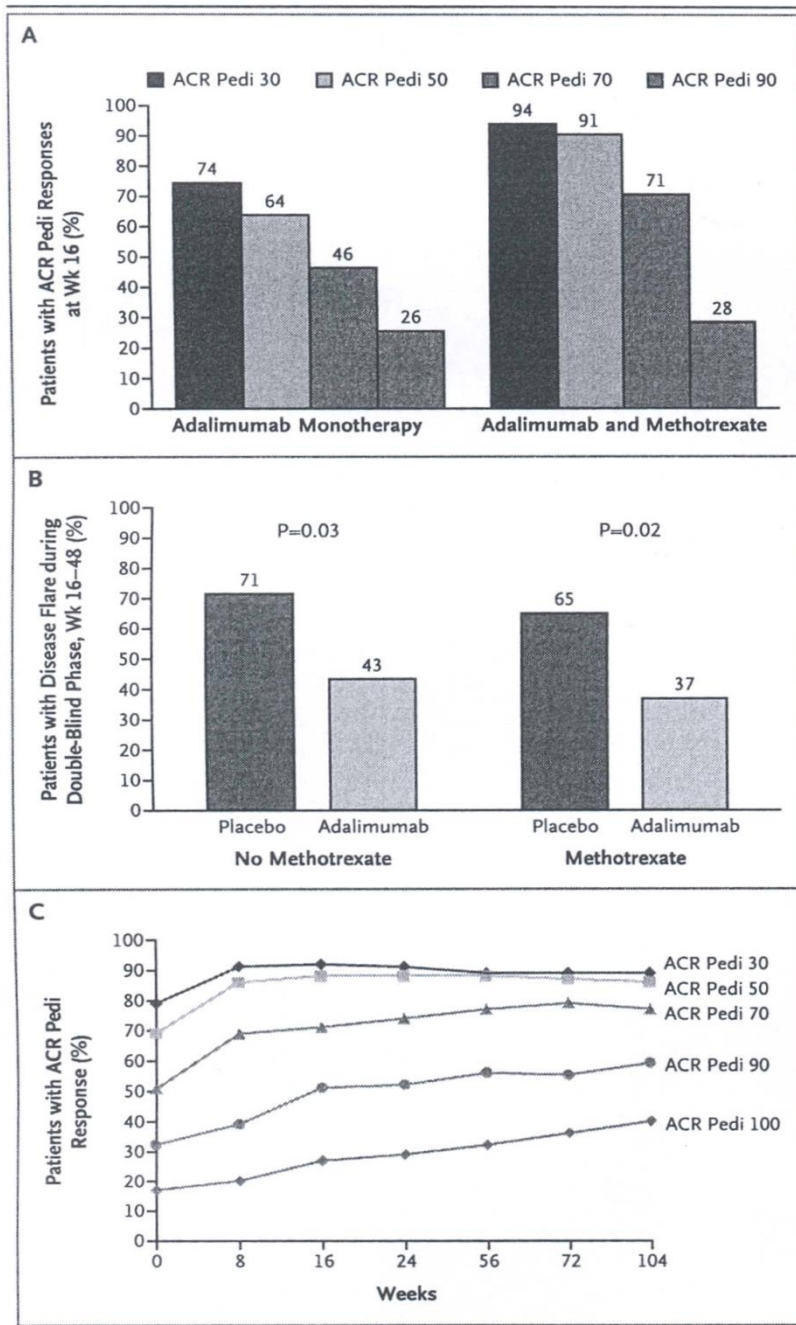 A
ACR Pedi 30 ACR Pedi 50 ACR Pedi 70 ACR Pedi 90
Patients with ACR Pedi Responses
at Wk 16 (%)
100
90
80
70
60
50
40
30
20
10
0
74
64
46
26
94
91
71
28
Adalimumab Monotherapy Adalimumab and Methotrexate
B
Patients with Disease Flare during
Double-Blind Phase, Wk 16–48 (%)
100
90
80
70
60
50
40
30
20
10
0
P=0.03 P=0.02
71
43
65
37
Placebo Adalimumab Placebo Adalimumab
No Methotrexate Methotrexate
C
Patients with ACR Pedi
Response (%)
100
90
80
70
60
50
40
30
20
10
0
ACR Pedi 30
ACR Pedi 50
ACR Pedi 70
ACR Pedi 90
ACR Pedi 100
0 8 16 24 56 72 104
Weeks